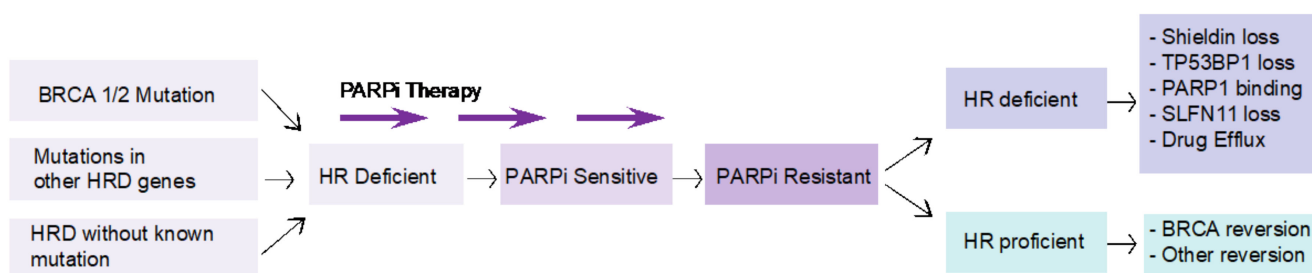 BRCA 1/2 Mutation
Mutations in
other HRD genes
HRD without known
mutation
PARPi Therapy
HR Deficient
PARPi Sensitive
PARPi Resistant
HR deficient
- Shieldin loss
- TP53BP1 loss
- PARP1 binding
- SLFN11 loss
- Drug Efflux
HR proficient
- BRCA reversion
- Other reversion